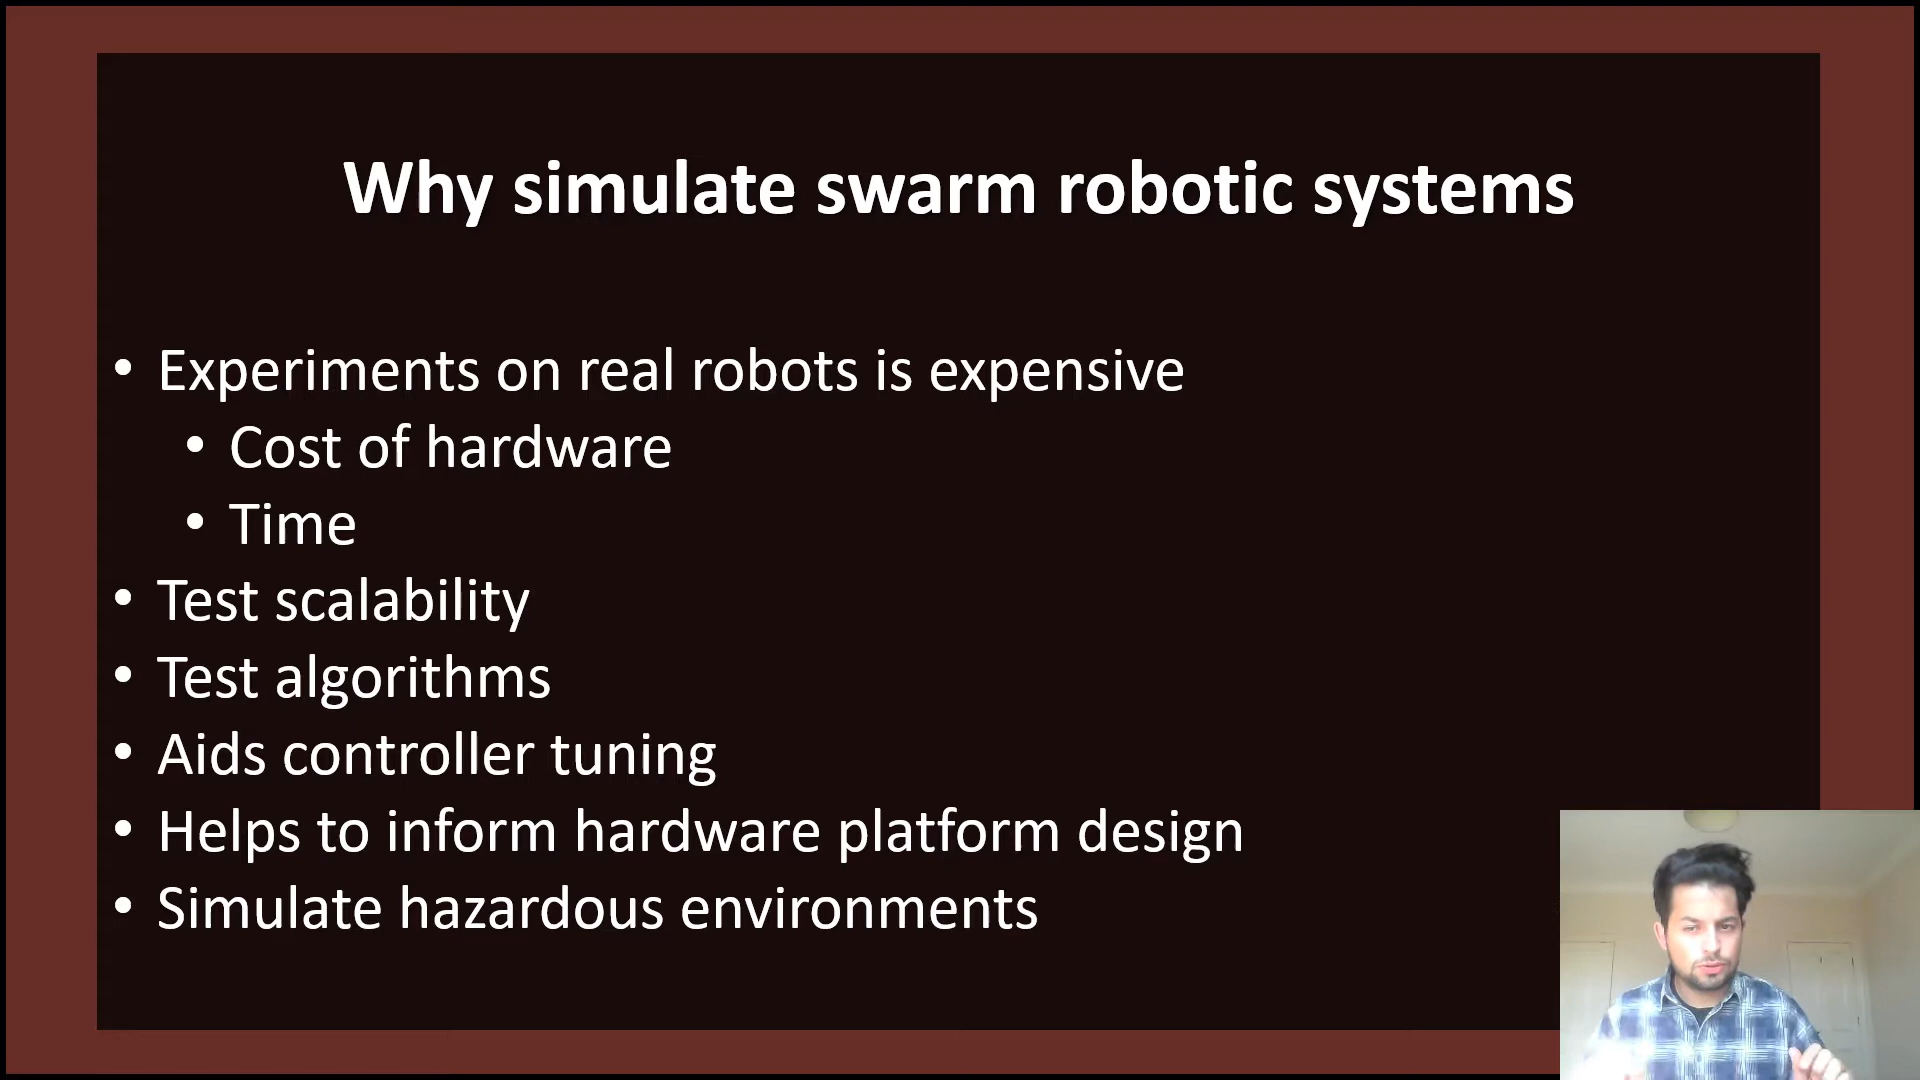 Why simulate swarm robotic systems
• Experiments on real robots is expensive
• Cost of hardware
• Time
• Test scalability
• Test algorithms
• Aids controller tuning
• Helps to inform hardware platform design
• Simulate hazardous environments